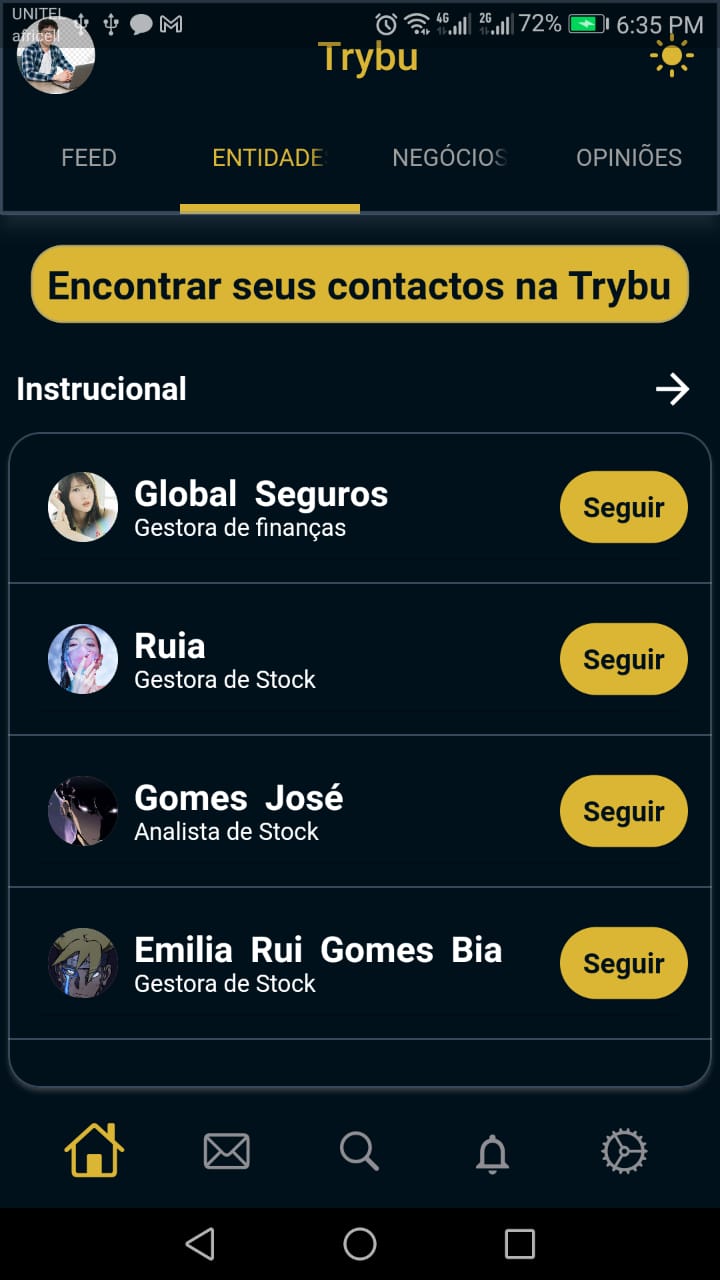 UNITEL
africell
4G 2G 72% 6:35 PM
Trybu
FEED ENTIDADES NEGÓCIOS OPINIÕES
Encontrar seus contactos na Trybu
Instrucional
Global Seguros
Gestora de finanças
Seguir
Ruia
Gestora de Stock
Seguir
Gomes José
Analista de Stock
Seguir
Emilia Rui Gomes Bia
Gestora de Stock
Seguir